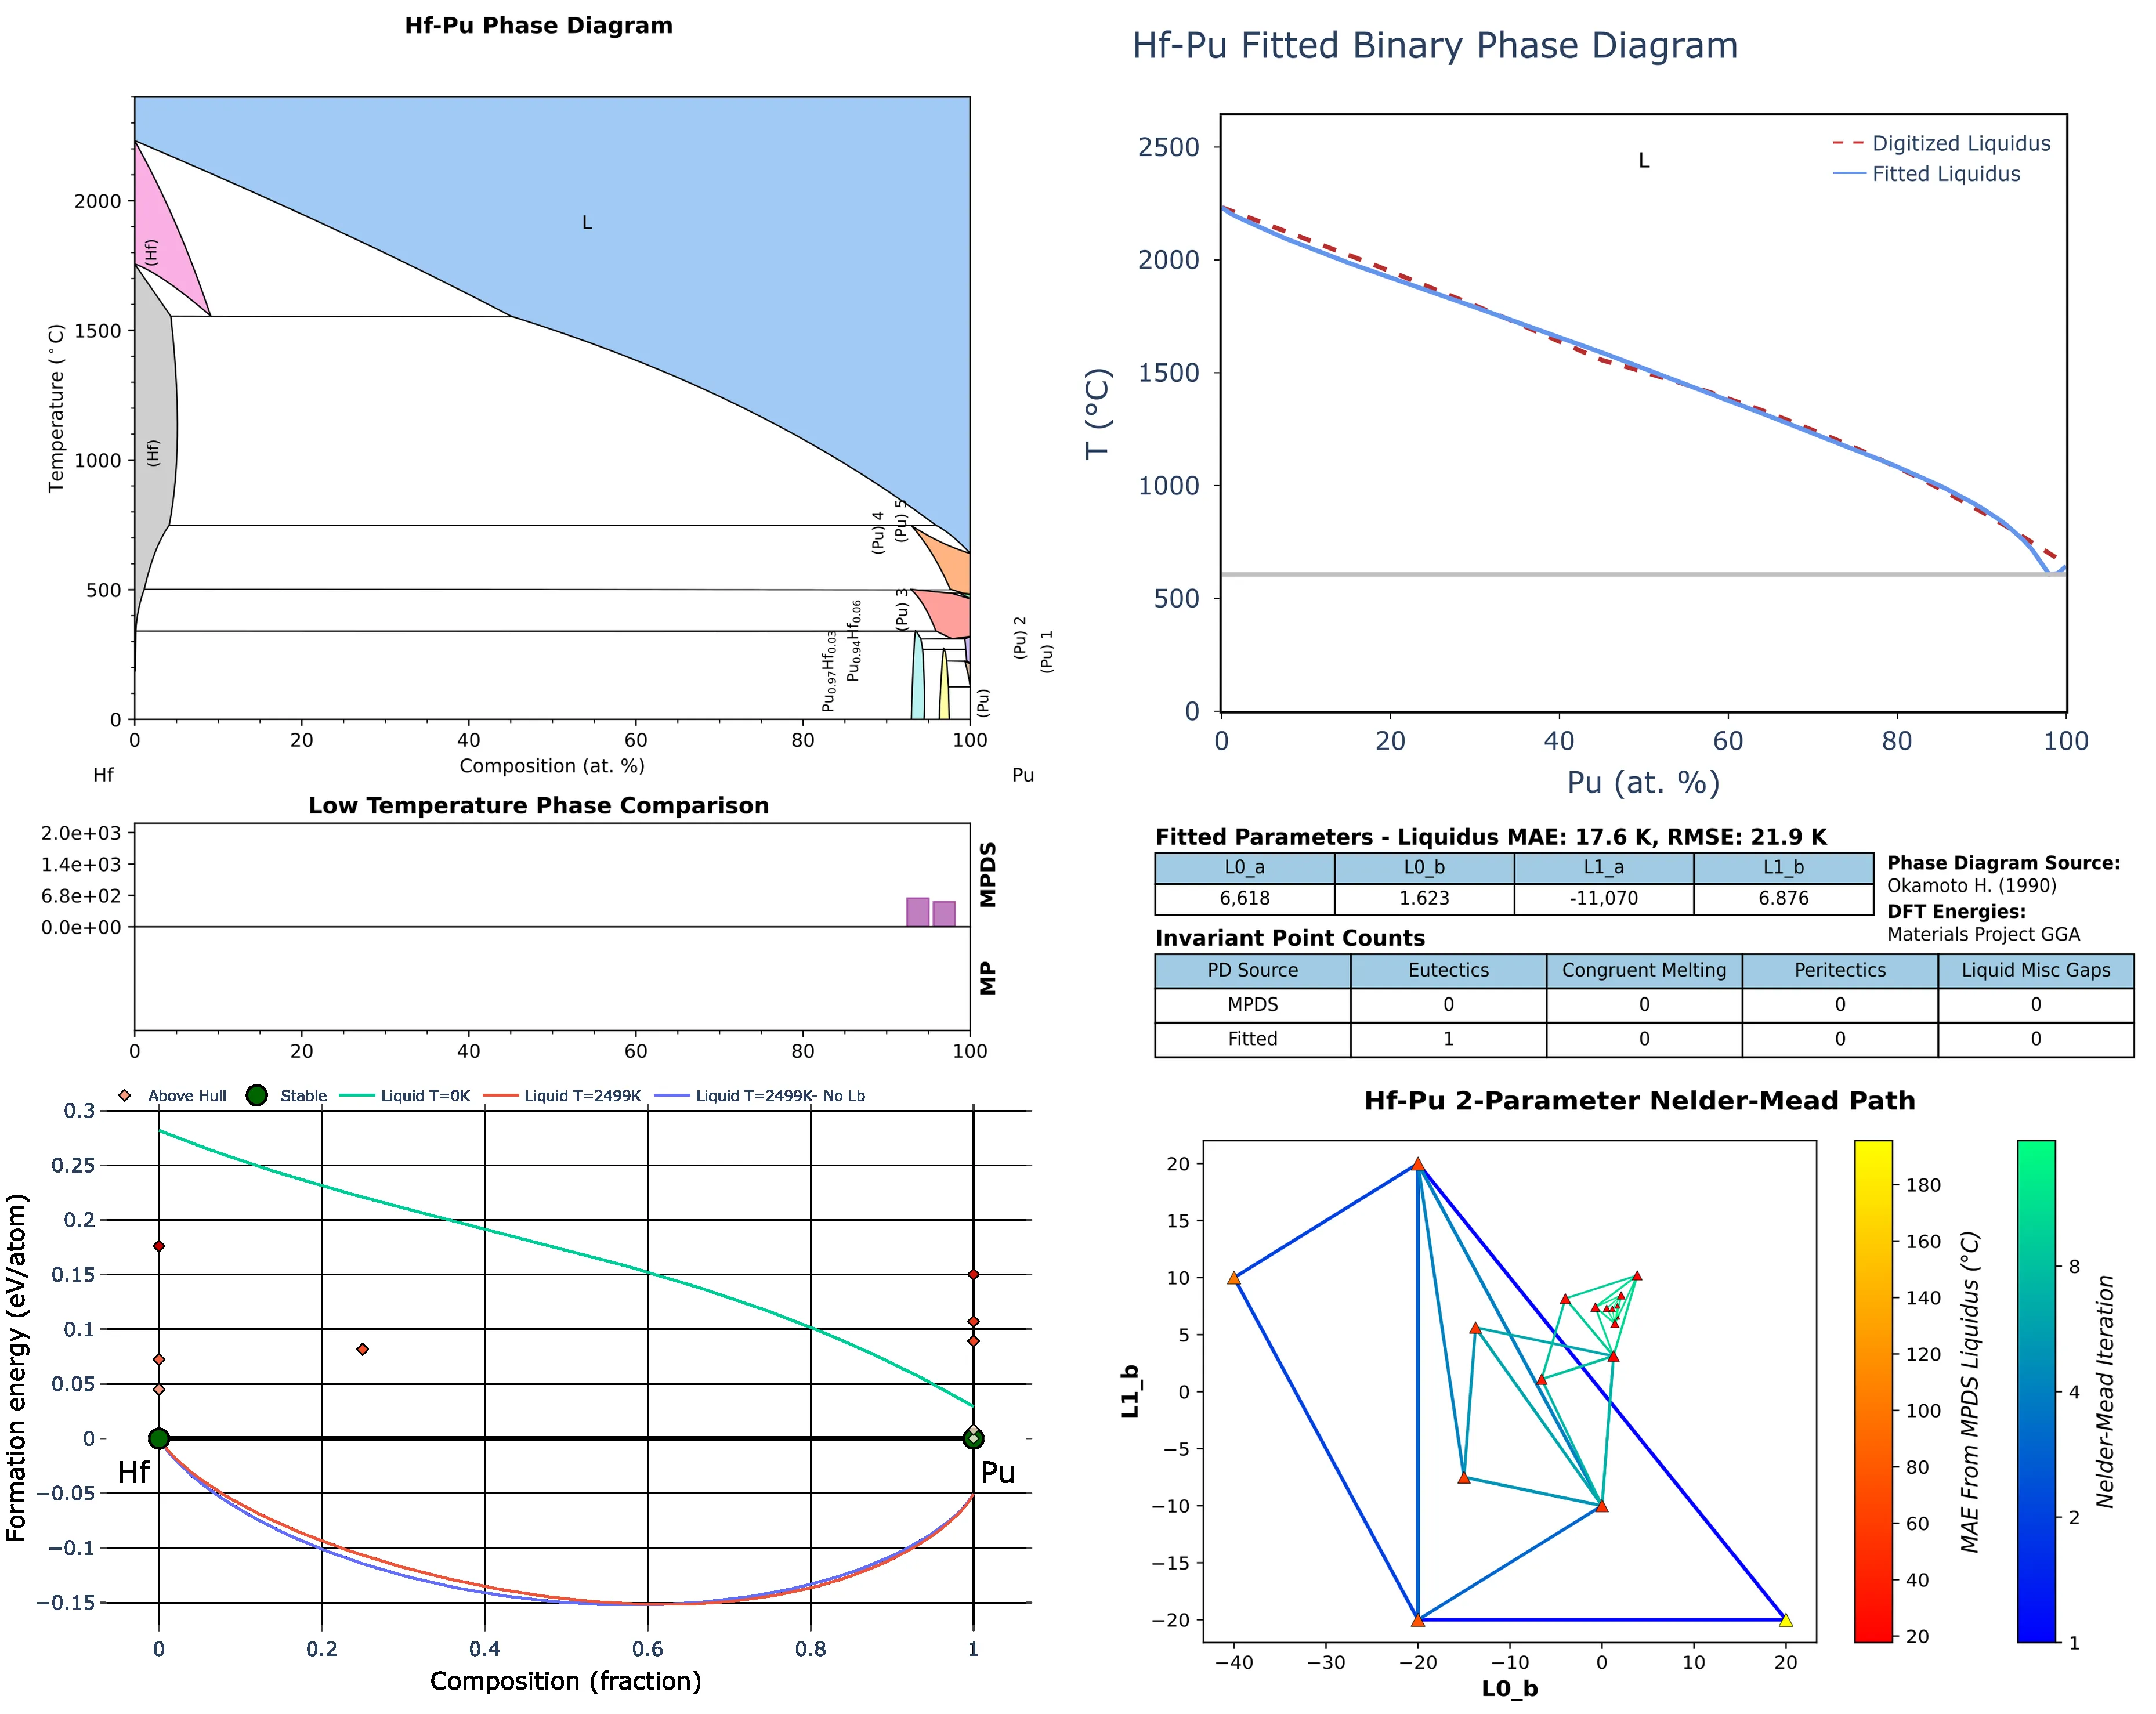 Hf-Pu Phase Diagram
Temperature (°C)
2000
1500
1000
500
0
L
(Hf)
(Hf)
(Pu) 4
(Pu) 5
(Pu) 3
Pu0.97Hf0.03
Pu0.94Hf0.06
(Pu) 2
(Pu) 1
(Pu)
0 20 40 60 80 100
Hf Composition (at. %) Pu
Hf-Pu Fitted Binary Phase Diagram
T (°C)
2500
2000
1500
1000
500
0
L
Digitized Liquidus
Fitted Liquidus
0 20 40 60 80 100
Pu (at. %)
Low Temperature Phase Comparison
2.0e+03
1.4e+03
6.8e+02
0.0e+00
MPDS
MP
0 20 40 60 80 100
Fitted Parameters - Liquidus MAE: 17.6 K, RMSE: 21.9 K
L0_a L0_b L1_a L1_b
6,618 1.623 -11,070 6.876
Phase Diagram Source:
Okamoto H. (1990)
DFT Energies:
Materials Project GGA
Invariant Point Counts
PD Source Eutectics Congruent Melting Peritectics Liquid Misc Gaps
MPDS 0 0 0 0
Fitted 1 0 0 0
Above Hull Stable Liquid T=0K Liquid T=2499K Liquid T=2499K- No Lb
Formation energy (eV/atom)
0.3
0.25
0.2
0.15
0.1
0.05
0
−0.05
−0.1
−0.15
Hf Pu
0 0.2 0.4 0.6 0.8 1
Composition (fraction)
Hf-Pu 2-Parameter Nelder-Mead Path
L1_b
20
15
10
5
0
−5
−10
−15
−20
−40 −30 −20 −10 0 10 20
L0_b
180
160
140
120
100
80
60
40
20
MAE From MPDS Liquidus (°C)
8
4
2
1
Nelder-Mead Iteration